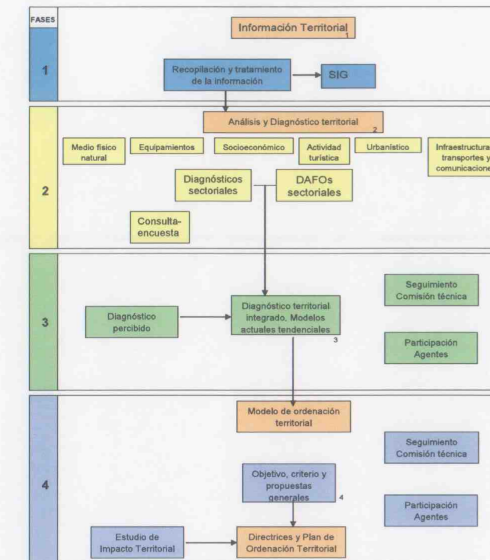 FASES
Información Territorial
1
1
Recopilación y tratamiento
de la información
SIG
Análisis y Diagnóstico territorial
2
Medio físico
natural
Equipamientos
Socioeconómico
Actividad
turística
Urbanístico
Infraestructura
transportes y
comunicacione
2
Diagnósticos
sectoriales
DAFOs
sectoriales
Consulta-
encuesta
3
Diagnóstico
percibido
Diagnóstico territorial
integrado. Modelos
actuales tendenciales
3
Seguimiento
Comisión técnica
Participación
Agentes
4
Modelo de ordenación
territorial
Seguimiento
Comisión técnica
Objetivo, criterio y
propuestas
generales
4
Participación
Agentes
Estudio de
Impacto Territorial
Directrices y Plan de
Ordenación Territorial